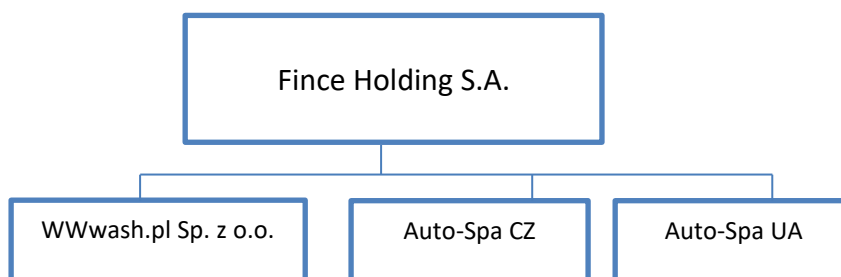 Fince Holding S.A.
WWwash.pl Sp. z o.o.
Auto-Spa CZ
Auto-Spa UA